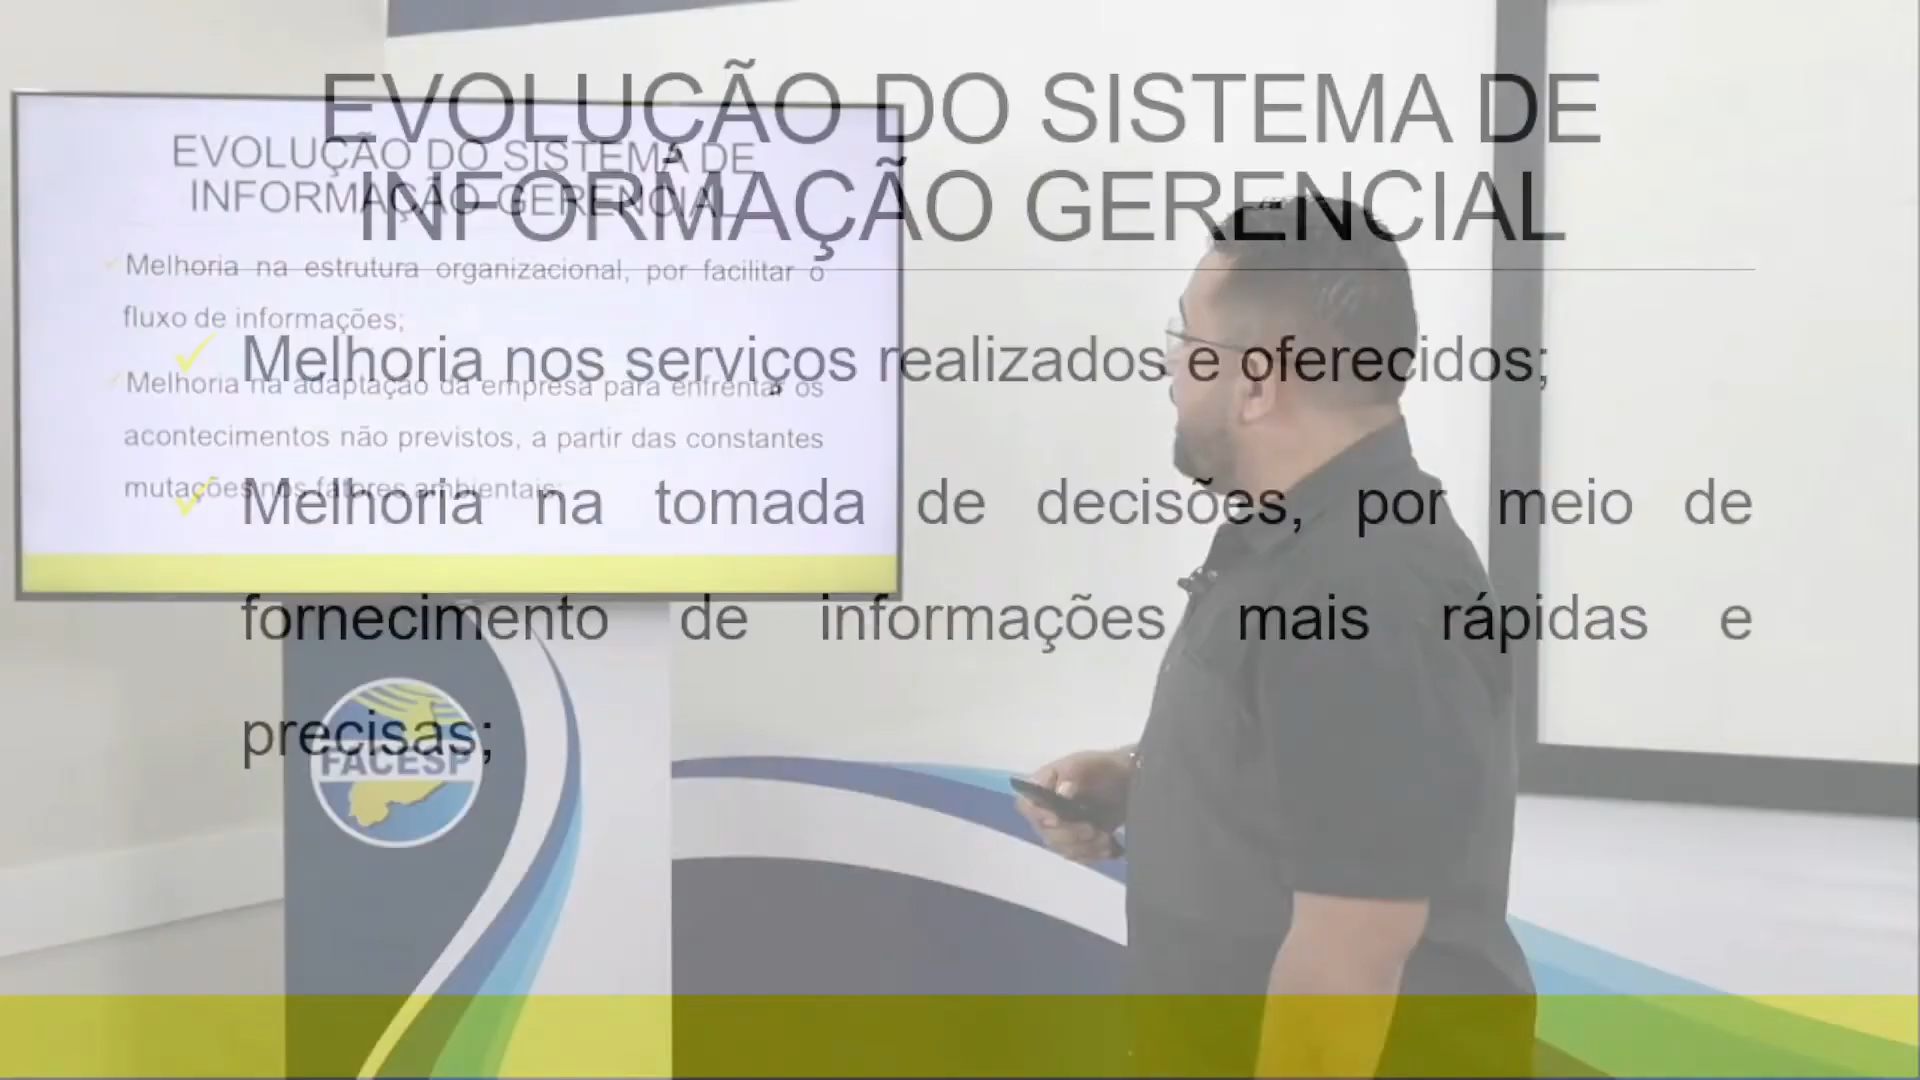 EVOLUÇÃO DO SISTEMA DE
INFORMAÇÃO GERENCIAL
Melhoria nos serviços realizados e oferecidos;
Melhoria na tomada de decisões, por meio de
fornecimento de informações mais rápidas e
precisas;
EVOLUÇÃO DO SISTEMA DE
INFORMAÇÃO GERENCIAL
Melhoria na estrutura organizacional, por facilitar o
fluxo de informações;
Melhoria na adaptação da empresa para enfrentar os
acontecimentos não previstos, a partir das constantes
mutações nos fatores ambientais;
FACESP